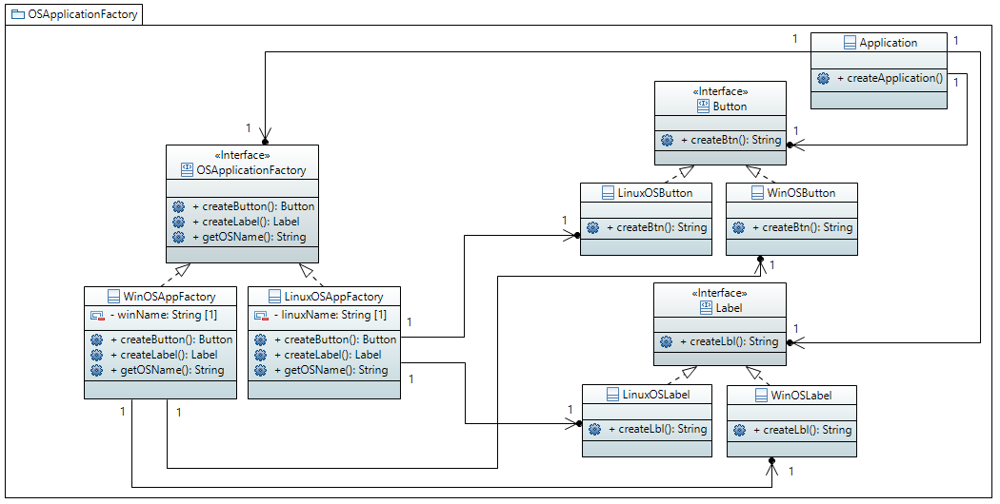 OSApplicationFactory
1
Application
1
+ createApplication()
1
«Interface»
Button
+ createBtn(): String
1
1
«Interface»
OSApplicationFactory
+ createButton(): Button
+ createLabel(): Label
+ getOSName(): String
LinuxOSButton
+ createBtn(): String
WinOSButton
+ createBtn(): String
1
1
WinOSAppFactory
- winName: String [1]
+ createButton(): Button
+ createLabel(): Label
+ getOSName(): String
LinuxOSAppFactory
- linuxName: String [1]
+ createButton(): Button
+ createLabel(): Label
+ getOSName(): String
1
1
«Interface»
Label
+ createLbl(): String
1
LinuxOSLabel
+ createLbl(): String
WinOSLabel
+ createLbl(): String
1
1
1
1